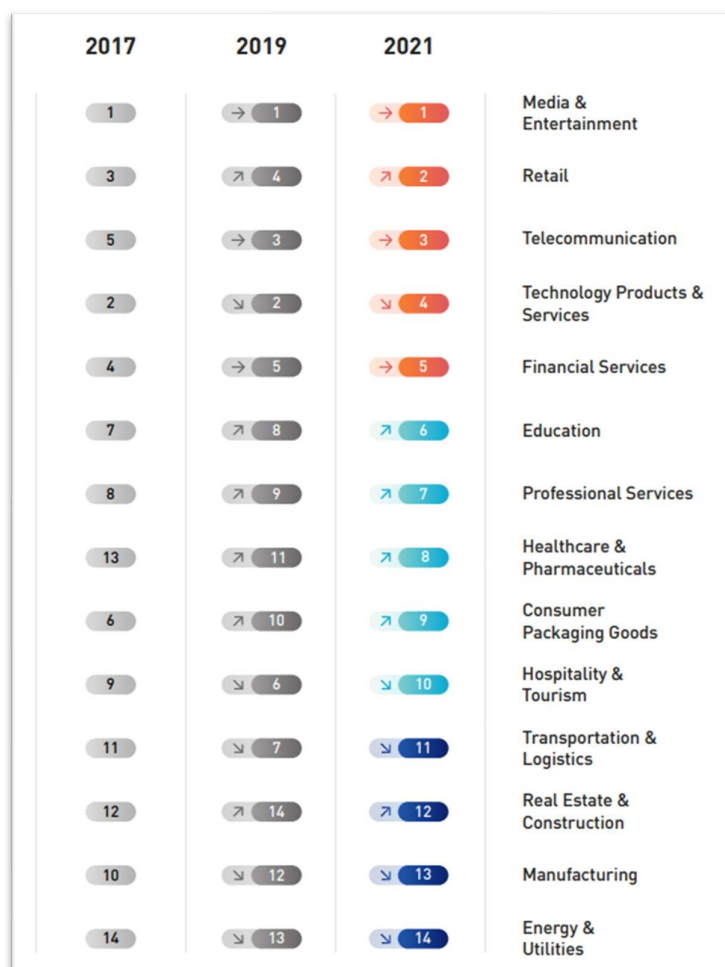 2017 2019 2021
1 → 1 → 1 Media &
Entertainment
3 ↗ 4 ↗ 2 Retail
5 → 3 → 3 Telecommunication
2 ↘ 2 ↘ 4 Technology Products &
Services
4 → 5 → 5 Financial Services
7 ↗ 8 ↗ 6 Education
8 ↗ 9 ↗ 7 Professional Services
13 ↗ 11 ↗ 8 Healthcare &
Pharmaceuticals
6 ↗ 10 ↗ 9 Consumer
Packaging Goods
9 ↘ 6 ↘ 10 Hospitality &
Tourism
11 ↘ 7 ↘ 11 Transportation &
Logistics
12 ↗ 14 ↗ 12 Real Estate &
Construction
10 ↘ 12 ↘ 13 Manufacturing
14 ↘ 13 ↘ 14 Energy &
Utilities